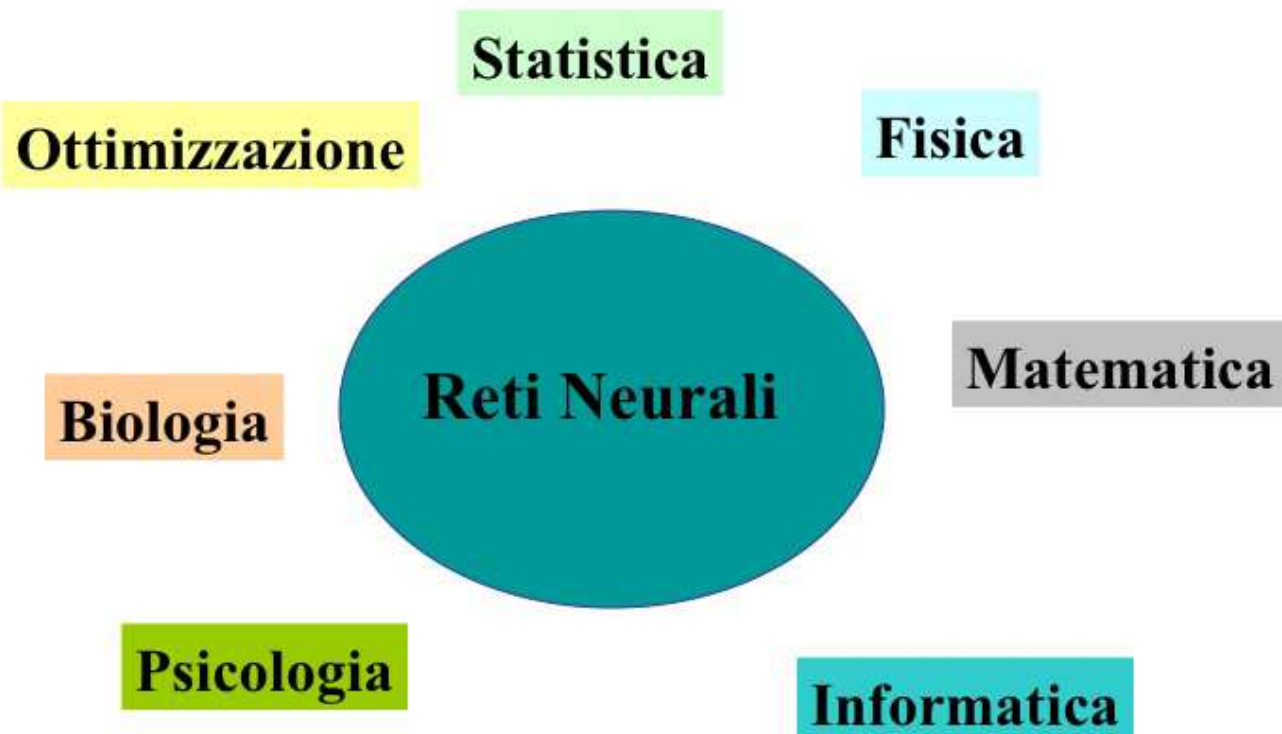 Statistica
Fisica
Ottimizzazione
Matematica
Reti Neurali
Biologia
Psicologia
Informatica